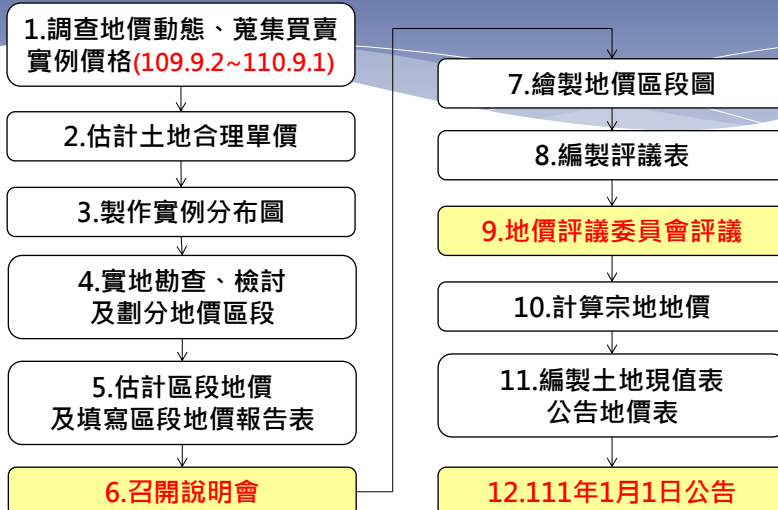 1.調查地價動態、蒐集買賣
實例價格(109.9.2~110.9.1)
2.估計土地合理單價
3.製作實例分布圖
4.實地勘查、檢討
及劃分地價區段
5.估計區段地價
及填寫區段地價報告表
6.召開說明會
7.繪製地價區段圖
8.編製評議表
9.地價評議委員會評議
10.計算宗地地價
11.編製土地現值表
公告地價表
12.111年1月1日公告